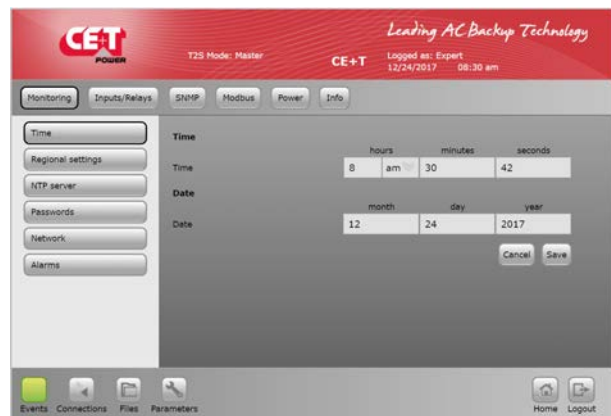 CE+T
POWER
Leading AC Backup Technology
T2S Mode: Master
CE+T
Logged as: Expert
12/24/2017 08:30 am
Monitoring Inputs/Relays SNMP Modbus Power Info
Time
Regional settings
NTP server
Passwords
Network
Alarms
Time
hours minutes seconds
Time 8 am 30 42
Date
month day year
Date 12 24 2017
Cancel Save
Events Connections Files Parameters Home Logout